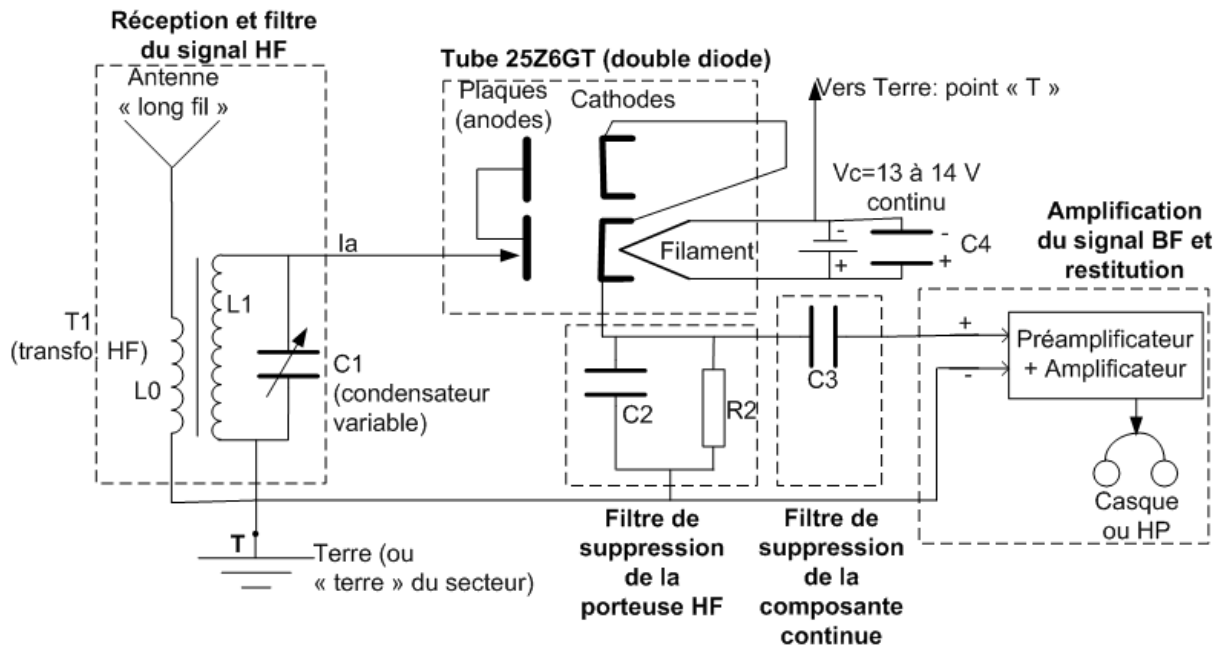 Réception et filtre
du signal HF
Antenne
« long fil »
T1
(transfo HF)
L0
L1
C1
(condensateur
variable)
T
Terre (ou
« terre » du secteur)
Ia
Tube 25Z6GT (double diode)
Plaques
(anodes)
Cathodes
Filament
Vers Terre: point « T »
Vc=13 à 14 V
continu
-
+
-
+
C4
C2
R2
Filtre de
suppression
de la
porteuse HF
C3
Filtre de
suppression
de la
composante
continue
Amplification
du signal BF et
restitution
+
-
Préamplificateur
+ Amplificateur
Casque
ou HP